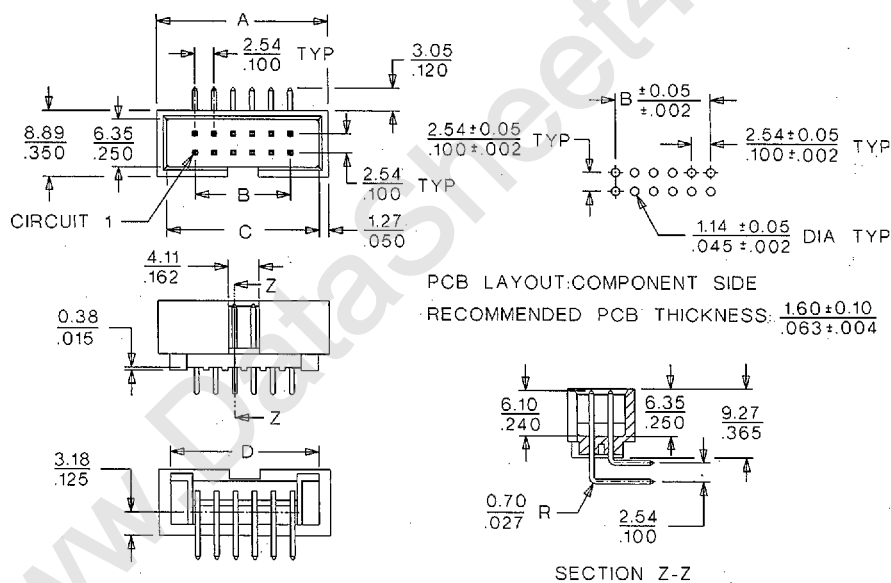 A
2.54
.100 TYP
3.05
.120
8.89
.350
6.35
.250
2.54
.100 TYP
B
C
1.27
.050
CIRCUIT 1
B ±0.05
±.002
2.54±0.05
.100±.002 TYP
2.54±0.05
.100±.002 TYP
1.14 ±0.05
.045 ±.002 DIA TYP
PCB LAYOUT:COMPONENT SIDE
RECOMMENDED PCB THICKNESS: 1.60±0.10
.063±.004
4.11
.162
Z
0.38
.015
Z
D
3.18
.125
6.10
.240
6.35
.250
9.27
.365
0.70
.027 R
2.54
.100
SECTION Z-Z
www.DataSheet4